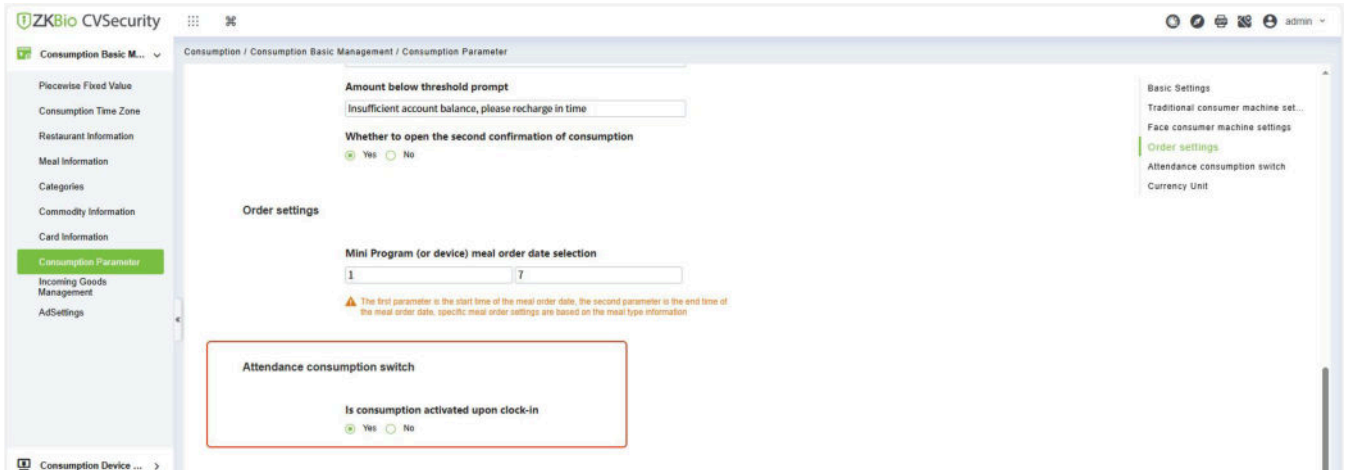 ZKBio CVSecurity
admin
Consumption Basic M...
Consumption / Consumption Basic Management / Consumption Parameter
Piecewise Fixed Value
Consumption Time Zone
Restaurant Information
Meal Information
Categories
Commodity Information
Card Information
Consumption Parameter
Incoming Goods
Management
AdSettings
Consumption Device ...
Amount below threshold prompt
Insufficient account balance, please recharge in time
Whether to open the second confirmation of consumption
Yes No
Order settings
Mini Program (or device) meal order date selection
1 7
The first parameter is the start time of the meal order date, the second parameter is the end time of
the meal order date, specific meal order settings are based on the meal type information
Attendance consumption switch
Is consumption activated upon clock-in
Yes No
Basic Settings
Traditional consumer machine set...
Face consumer machine settings
Order settings
Attendance consumption switch
Currency Unit